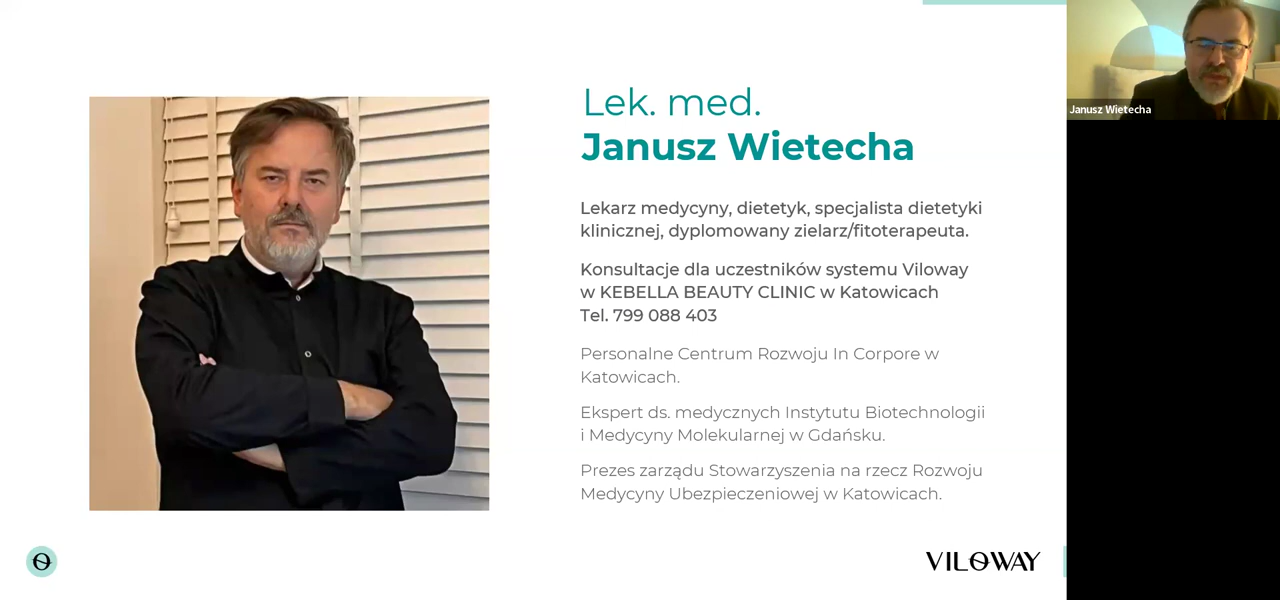 Lek. med.
Janusz Wietecha
Lekarz medycyny, dietetyk, specjalista dietetyki
klinicznej, dyplomowany zielarz/fitoterapeuta.
Konsultacje dla uczestników systemu Viloway
w KEBELLA BEAUTY CLINIC w Katowicach
Tel. 799 088 403
Personalne Centrum Rozwoju In Corpore w
Katowicach.
Ekspert ds. medycznych Instytutu Biotechnologii
i Medycyny Molekularnej w Gdańsku.
Prezes zarządu Stowarzyszenia na rzecz Rozwoju
Medycyny Ubezpieczeniowej w Katowicach.
VILOWAY
Janusz Wietecha